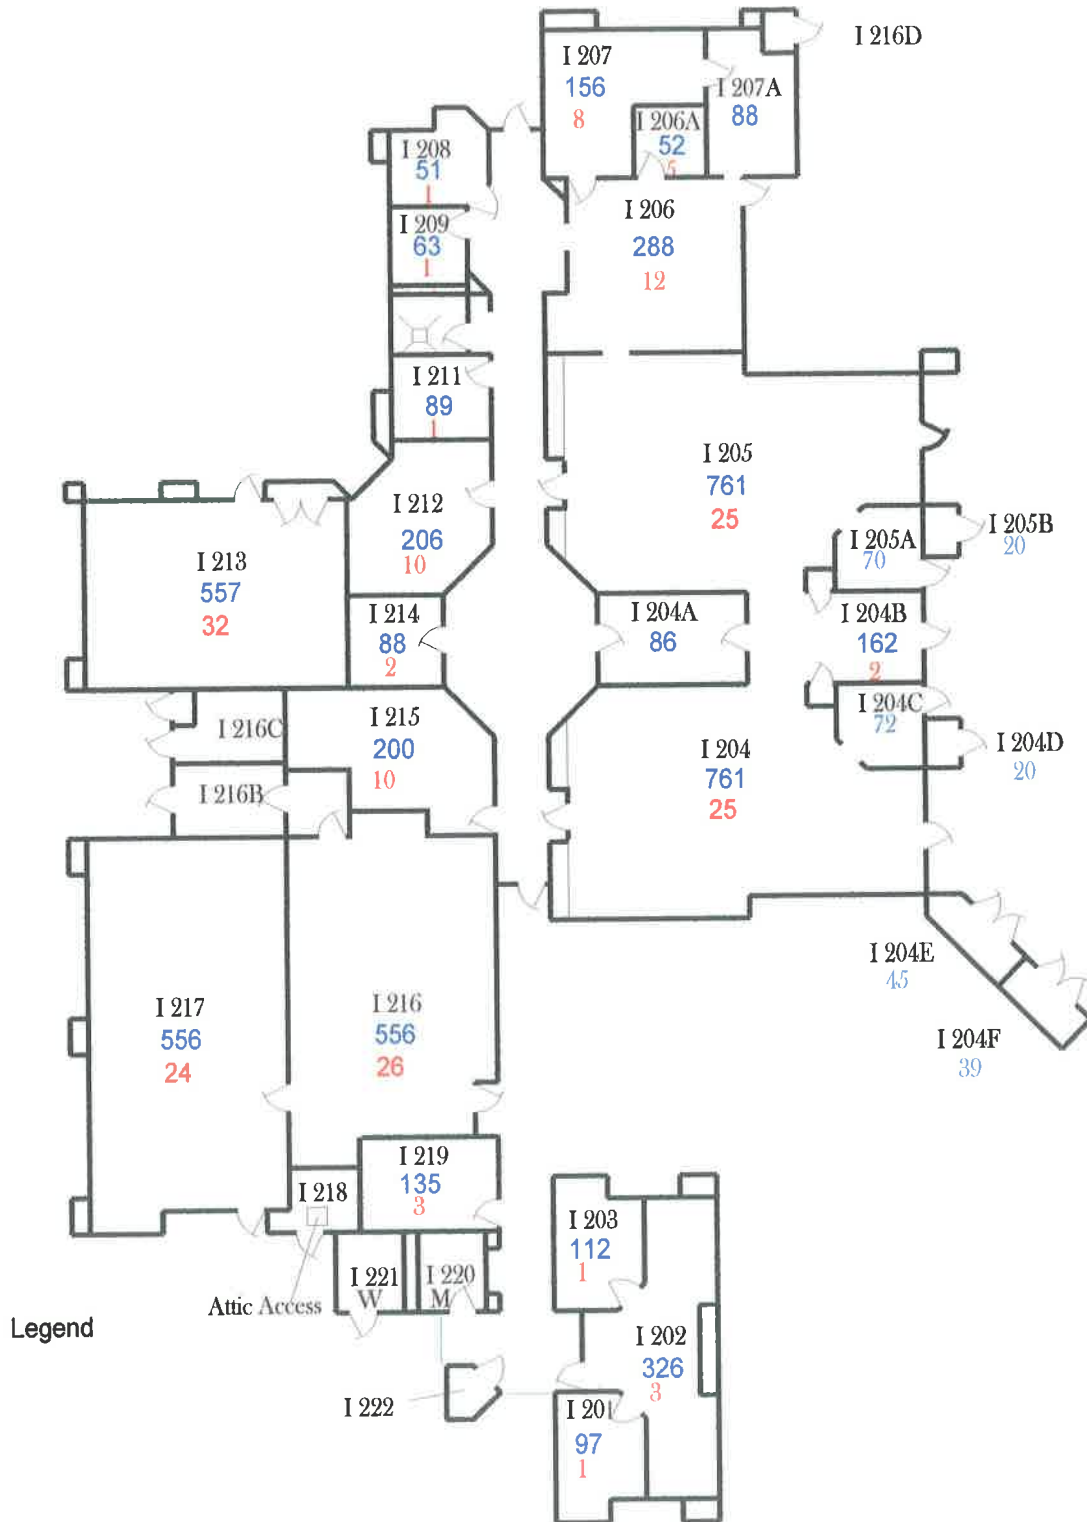 I 216D
I 207
156
8
I 207A
88
I 206A
52
5
I 208
51
1
I 209
63
1
I 206
288
12
I 211
89
1
I 205
761
25
I 212
206
10
I 213
557
32
I 205A
70
I 205B
20
I 214
88
2
I 204A
86
I 204B
162
2
I 204C
72
I 204D
20
I 215
200
10
I 216C
I 216B
I 204
761
25
I 204E
45
I 204F
39
I 217
556
24
I 216
556
26
I 219
135
3
I 218
Attic Access
I 221
W
I 220
M
I 222
I 203
112
1
I 202
326
3
I 201
97
1
Legend